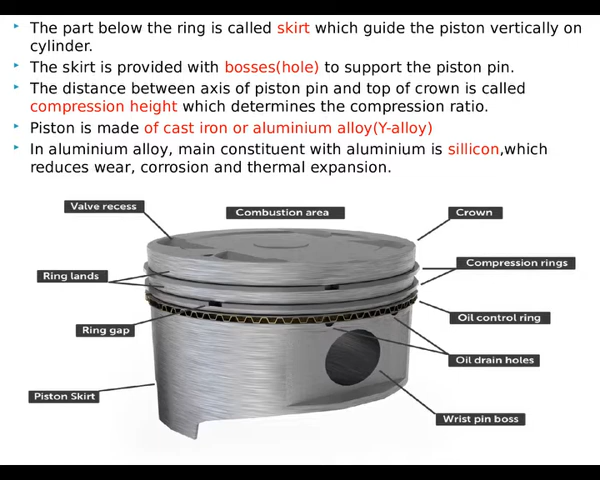 The part below the ring is called skirt which guide the piston vertically on
cylinder.
The skirt is provided with bosses(hole) to support the piston pin.
The distance between axis of piston pin and top of crown is called
compression height which determines the compression ratio.
Piston is made of cast iron or aluminium alloy(Y-alloy)
In aluminium alloy, main constituent with aluminium is sillicon,which
reduces wear, corrosion and thermal expansion.
Valve recess
Combustion area
Crown
Ring lands
Compression rings
Ring gap
Oil control ring
Oil drain holes
Piston Skirt
Wrist pin boss